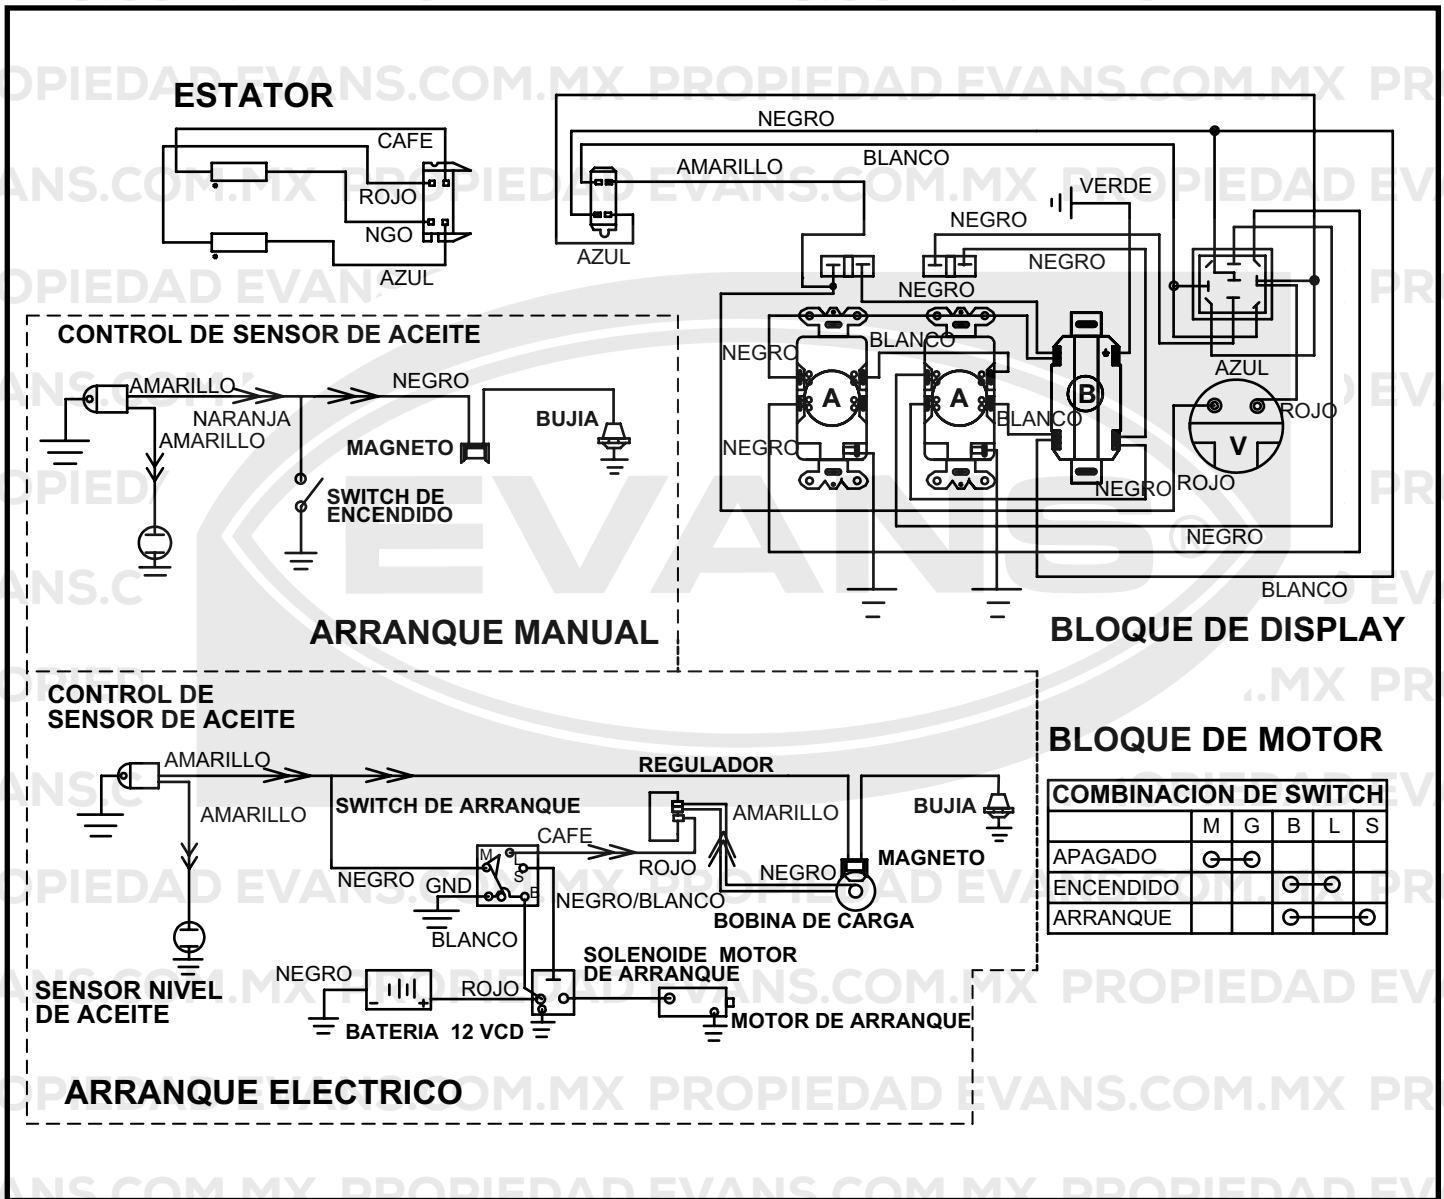 ESTATOR
CAFE
ROJO
NGO
AZUL
NEGRO
BLANCO
AMARILLO
AZUL
VERDE
NEGRO
NEGRO
NEGRO
BLANCO
NEGRO
A
A
B
BLANCO
NEGRO
NEGRO
AZUL
ROJO
V
ROJO
NEGRO
BLANCO
BLOQUE DE DISPLAY
CONTROL DE SENSOR DE ACEITE
AMARILLO
NEGRO
NARANJA
AMARILLO
MAGNETO
BUJIA
SWITCH DE
ENCENDIDO
ARRANQUE MANUAL
CONTROL DE
SENSOR DE ACEITE
AMARILLO
AMARILLO
REGULADOR
SWITCH DE ARRANQUE
AMARILLO
BUJIA
CAFE
ROJO
M
L
S
B
NEGRO
GND
NEGRO/BLANCO
NEGRO
MAGNETO
BOBINA DE CARGA
BLANCO
SOLENOIDE MOTOR
DE ARRANQUE
NEGRO
ROJO
- +
SENSOR NIVEL
DE ACEITE
BATERIA 12 VCD
MOTOR DE ARRANQUE
ARRANQUE ELECTRICO
BLOQUE DE MOTOR
COMBINACION DE SWITCH
M G B L S
APAGADO
ENCENDIDO
ARRANQUE
EVANS®
PROPIEDAD EVANS.COM.MX